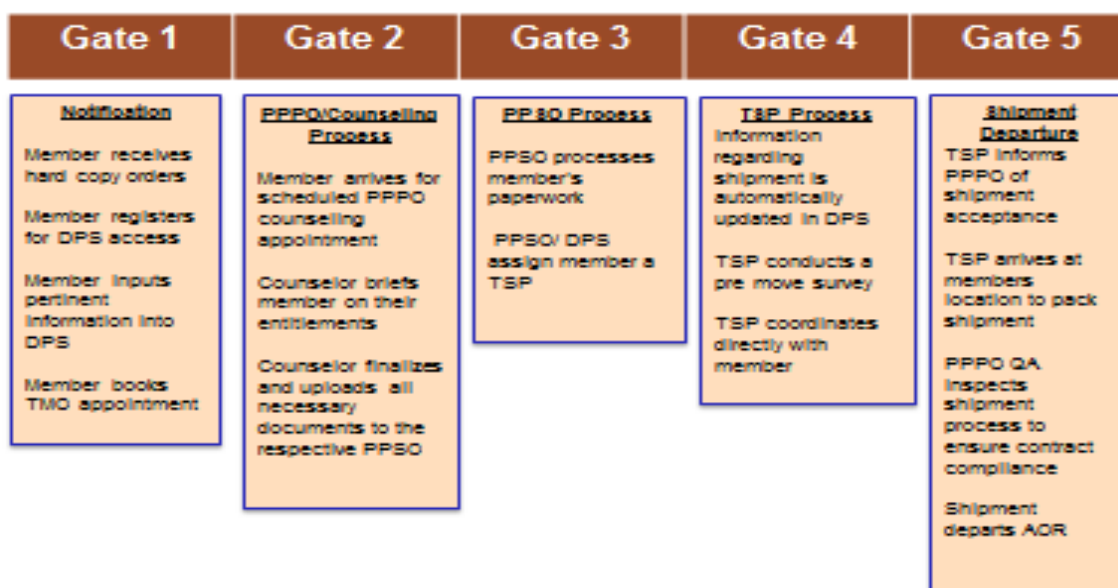 Gate 1
Gate 2
Gate 3
Gate 4
Gate 5
Notification
Member receives
hard copy orders
Member registers
for DPS access
Member inputs
pertinent
information into
DPS
Member books
TMO appointment
PPPO/Counseling
Process
Member arrives for
scheduled PPPO
counseling
appointment
Counselor briefs
member on their
entitlements
Counselor finalizes
and uploads all
necessary
documents to the
respective PPSO
PPSO Process
PPSO processes
member's
paperwork
PPSO/ DPS
assign member a
TSP
TSP Process
Information
regarding
shipment is
automatically
updated in DPS
TSP conducts a
pre move survey
TSP coordinates
directly with
member
Shipment
Departure
TSP informs
PPPO of
shipment
acceptance
TSP arrives at
members
location to pack
shipment
PPPO QA
inspects
shipment
process to
ensure contract
compliance
Shipment
departs AOR